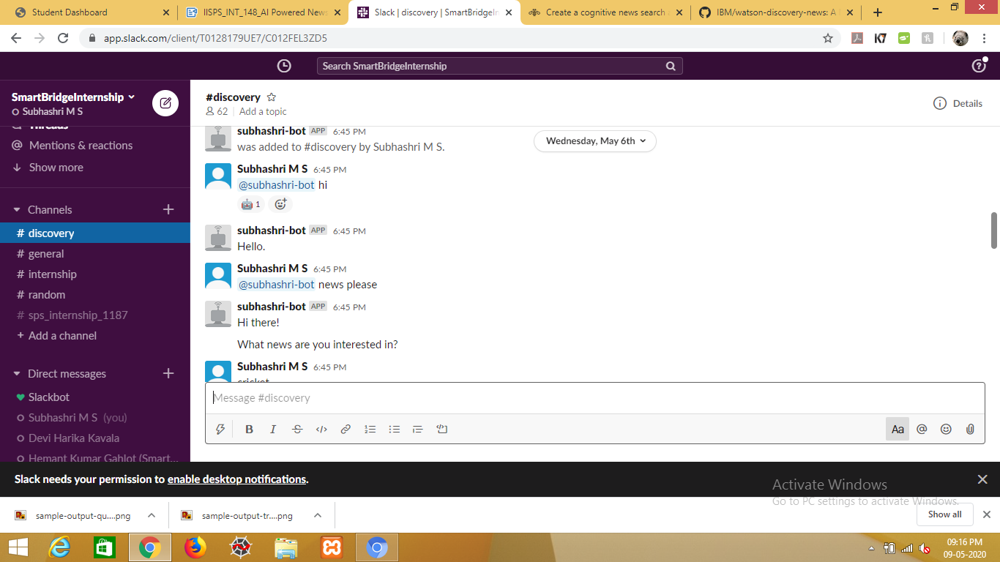 Student Dashboard
IISPS_INT_148_AI Powered News
Slack | discovery | SmartBridgeIn
Create a cognitive news search a
IBM/watson-discovery-news: A
app.slack.com/client/T0128179UE7/C012FEL3ZD5
Search SmartBridgeInternship
SmartBridgeInternship
Subhashri M S
Threads
Mentions & reactions
Show more
Channels
# discovery
# general
# internship
# random
# sps_internship_1187
+ Add a channel
Direct messages
Slackbot
Subhashri M S (you)
Devi Harika Kavala
Hemant Kumar Gahlot (Smart...
#discovery
62 | Add a topic
Details
Wednesday, May 6th
subhashri-bot APP 6:45 PM
was added to #discovery by Subhashri M S.
Subhashri M S 6:45 PM
@subhashri-bot hi
1
subhashri-bot APP 6:45 PM
Hello.
Subhashri M S 6:45 PM
@subhashri-bot news please
subhashri-bot APP 6:45 PM
Hi there!
What news are you interested in?
Subhashri M S 6:45 PM
cricket
Message #discovery
B I S </>
Aa @
Slack needs your permission to enable desktop notifications.
Activate Windows
Go to PC settings to activate Windows.
sample-output-qu....png
sample-output-tr....png
Show all
09:16 PM
09-05-2020